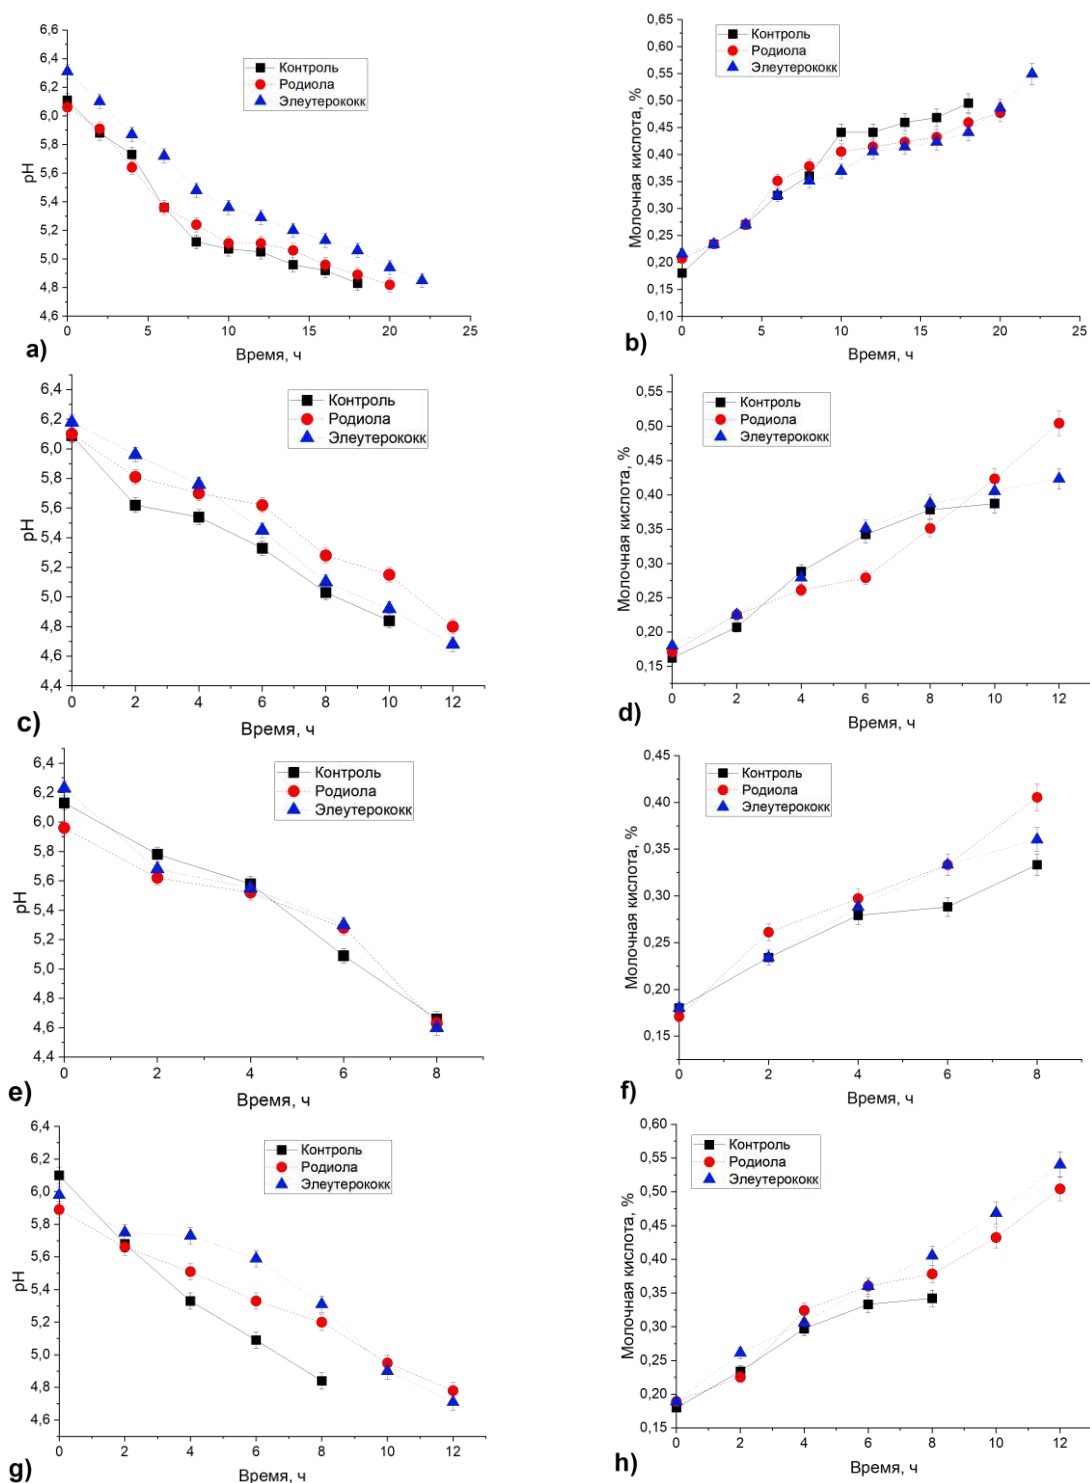 6,6
6,4
6,2
6,0
5,8
5,6
5,4
5,2
5,0
4,8
4,6
pH
Контроль
Родиола
Элеутерококк
0 5 10 15 20 25
Время, ч
a)
0,65
0,60
0,55
0,50
0,45
0,40
0,35
0,30
0,25
0,20
0,15
0,10
Молочная кислота, %
Контроль
Родиола
Элеутерококк
0 5 10 15 20 25
Время, ч
b)
6,4
6,2
6,0
5,8
5,6
5,4
5,2
5,0
4,8
4,6
4,4
pH
Контроль
Родиола
Элеутерококк
0 2 4 6 8 10 12
Время, ч
c)
0,55
0,50
0,45
0,40
0,35
0,30
0,25
0,20
0,15
Молочная кислота, %
Контроль
Родиола
Элеутерококк
0 2 4 6 8 10 12
Время, ч
d)
6,4
6,2
6,0
5,8
5,6
5,4
5,2
5,0
4,8
4,6
4,4
pH
Контроль
Родиола
Элеутерококк
0 2 4 6 8
Время, ч
e)
0,45
0,40
0,35
0,30
0,25
0,20
0,15
Молочная кислота, %
Контроль
Родиола
Элеутерококк
0 2 4 6 8
Время, ч
f)
6,4
6,2
6,0
5,8
5,6
5,4
5,2
5,0
4,8
4,6
pH
Контроль
Родиола
Элеутерококк
0 2 4 6 8 10 12
Время, ч
g)
0,60
0,55
0,50
0,45
0,40
0,35
0,30
0,25
0,20
0,15
Молочная кислота, %
Контроль
Родиола
Элеутерококк
0 2 4 6 8 10 12
Время, ч
h)